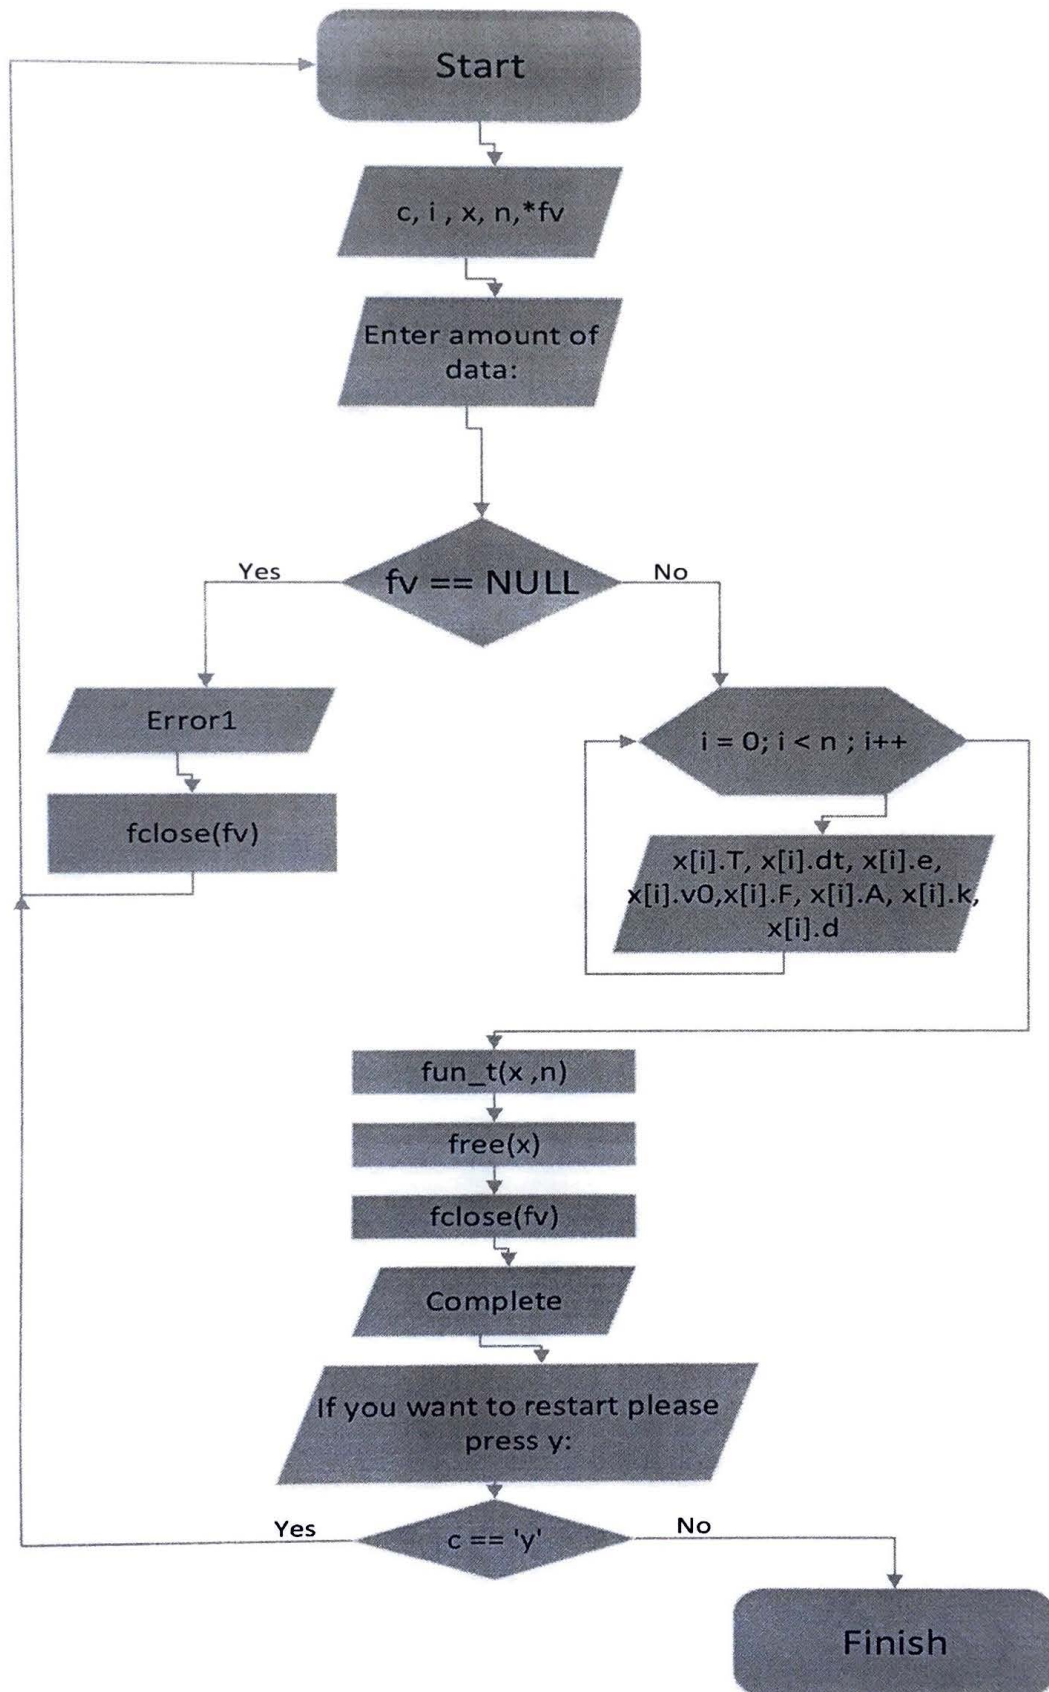 Start
c, i , x, n,*fv
Enter amount of
data:
fv == NULL
Yes
No
Error1
fclose(fv)
i = 0; i < n ; i++
x[i].T, x[i].dt, x[i].e,
x[i].v0,x[i].F, x[i].A, x[i].k,
x[i].d
fun_t(x ,n)
free(x)
fclose(fv)
Complete
If you want to restart please
press y:
c == 'y'
Yes
No
Finish